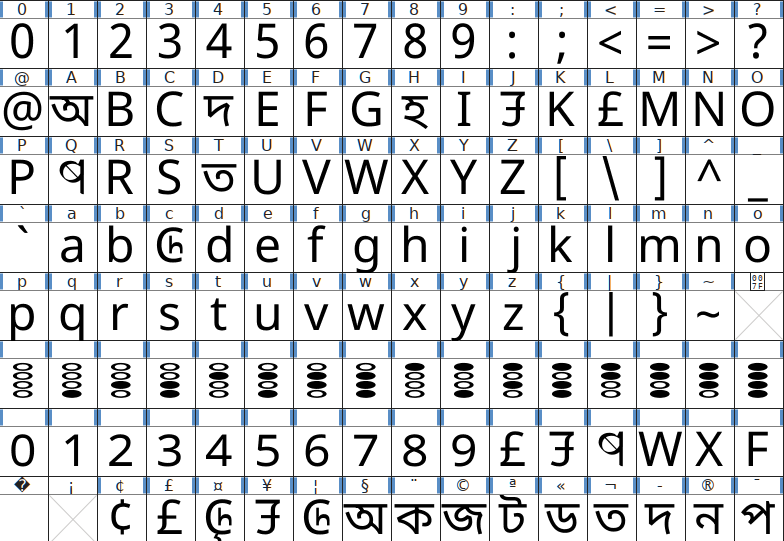 0 1 2 3 4 5 6 7 8 9 : ; < = > ?
0 1 2 3 4 5 6 7 8 9 : ; < = > ?
@ A B C D E F G H I J K L M N O
@ অ B C দ E F G হ I J K £ M N O
P Q R S T U V W X Y Z [ \ ] ^ _
P R S ত U V W X Y Z [ \ ] ^ _
` a b c d e f g h i j k l m n o
` a b d e f g h i j k l m n o
p q r s t u v w x y z { | } ~ 007F
p q r s t u v w x y z { | } ~
0 1 2 3 4 5 6 7 8 9 £ W X F
� ¡ ¢ £ ¤ ¥ ¦ § ¨ © ª « ¬ - ® ¯
¢ £ অ ক জ ট ড ত দ ন প